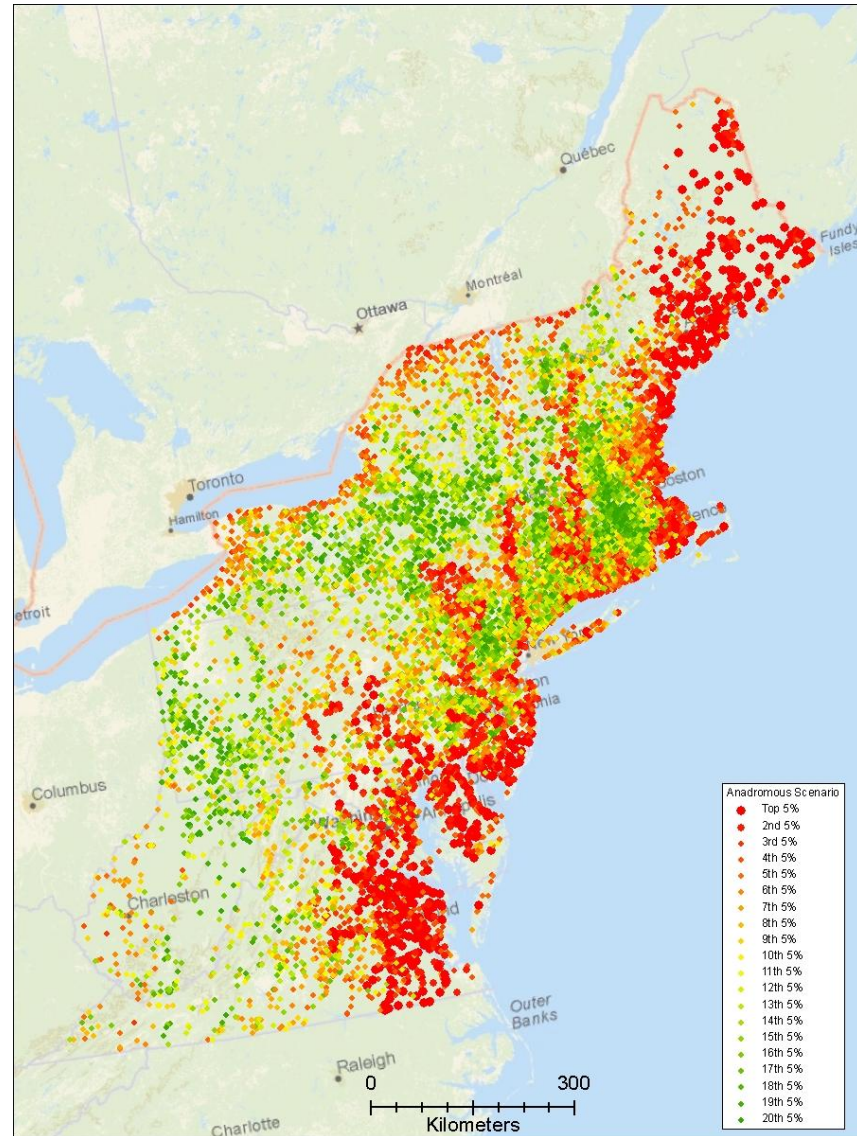 Québec
Fundy
Isles
Montréal
Ottawa
Toronto
Hamilton
etroit
Boston
New York
Columbus
Annapolis
Charleston
Outer
Banks
Raleigh
Charlotte
0 300
Kilometers
Anadromous Scenario
Top 5%
2nd 5%
3rd 5%
4th 5%
5th 5%
6th 5%
7th 5%
8th 5%
9th 5%
10th 5%
11th 5%
12th 5%
13th 5%
14th 5%
15th 5%
16th 5%
17th 5%
18th 5%
19th 5%
20th 5%